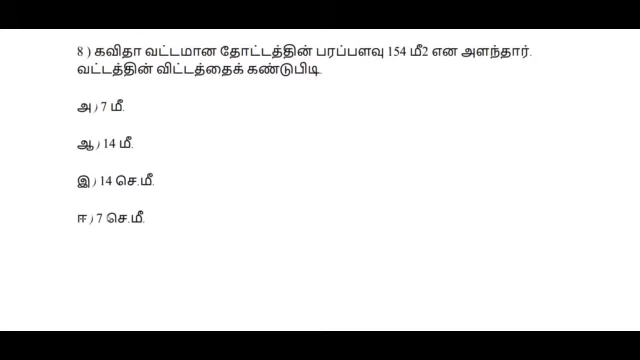 8 ) கவிதா வட்டமான தோட்டத்தின் பரப்பளவு 154 மீ2 என அளந்தார்.
வட்டத்தின் விட்டத்தைக் கண்டுபிடி.
அ ) 7 மீ.
ஆ ) 14 மீ.
இ ) 14 செ.மீ.
ஈ ) 7 செ.மீ.